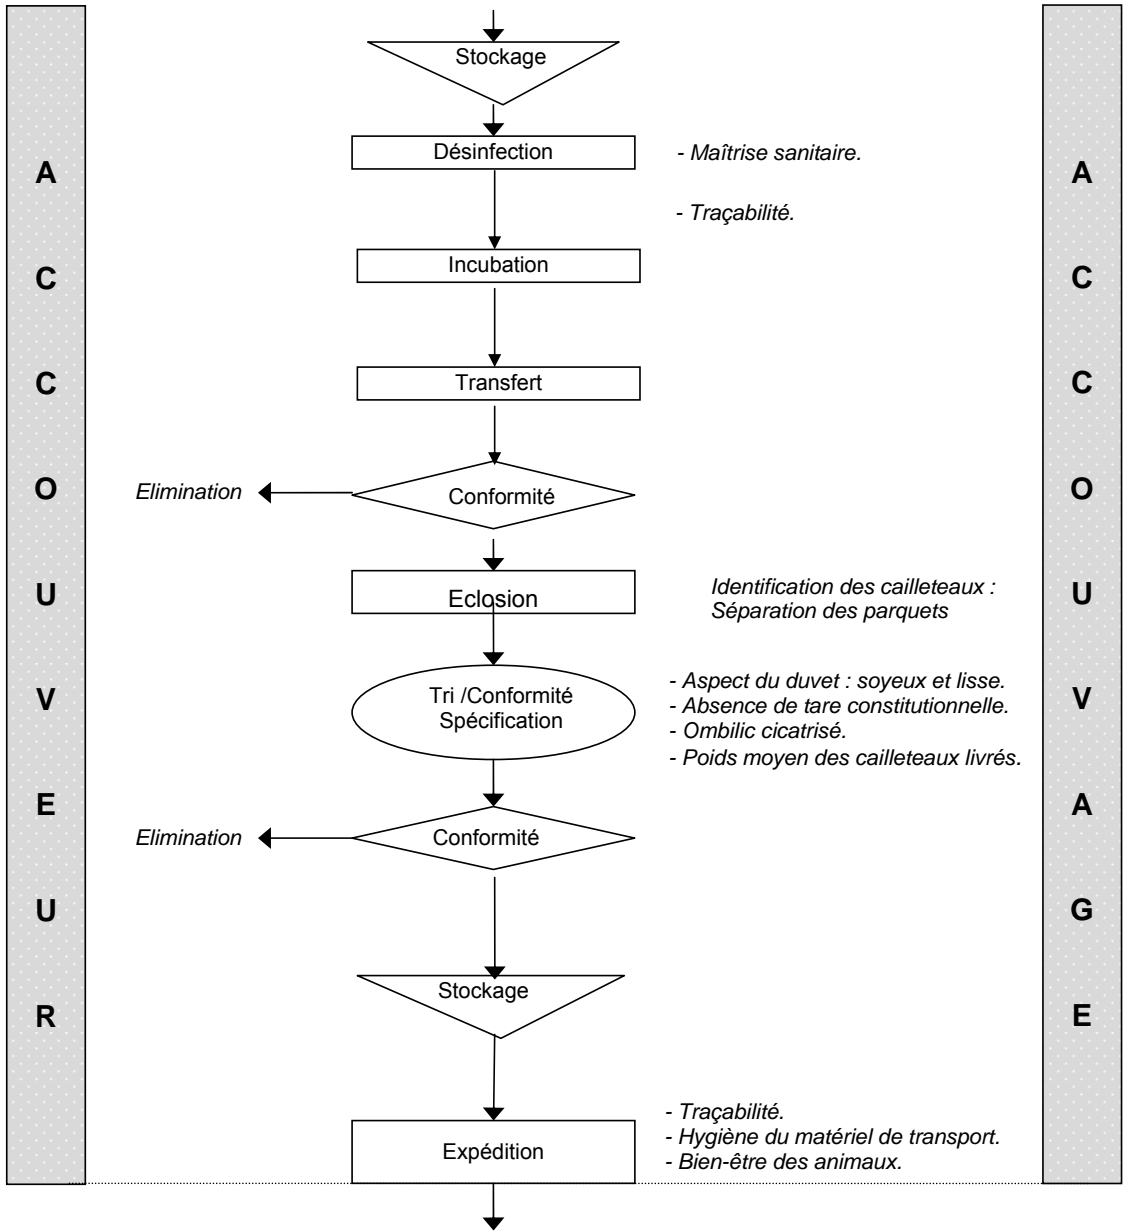 ACCOUVEUR
Stockage
Désinfection
- Maîtrise sanitaire.
- Traçabilité.
Incubation
Transfert
Elimination
Conformité
Eclosion
Identification des cailleteaux :
Séparation des parquets
Tri /Conformité
Spécification
- Aspect du duvet : soyeux et lisse.
- Absence de tare constitutionnelle.
- Ombilic cicatrisé.
- Poids moyen des cailleteaux livrés.
Elimination
Conformité
Stockage
Expédition
- Traçabilité.
- Hygiène du matériel de transport.
- Bien-être des animaux.
ACCOUVAGE